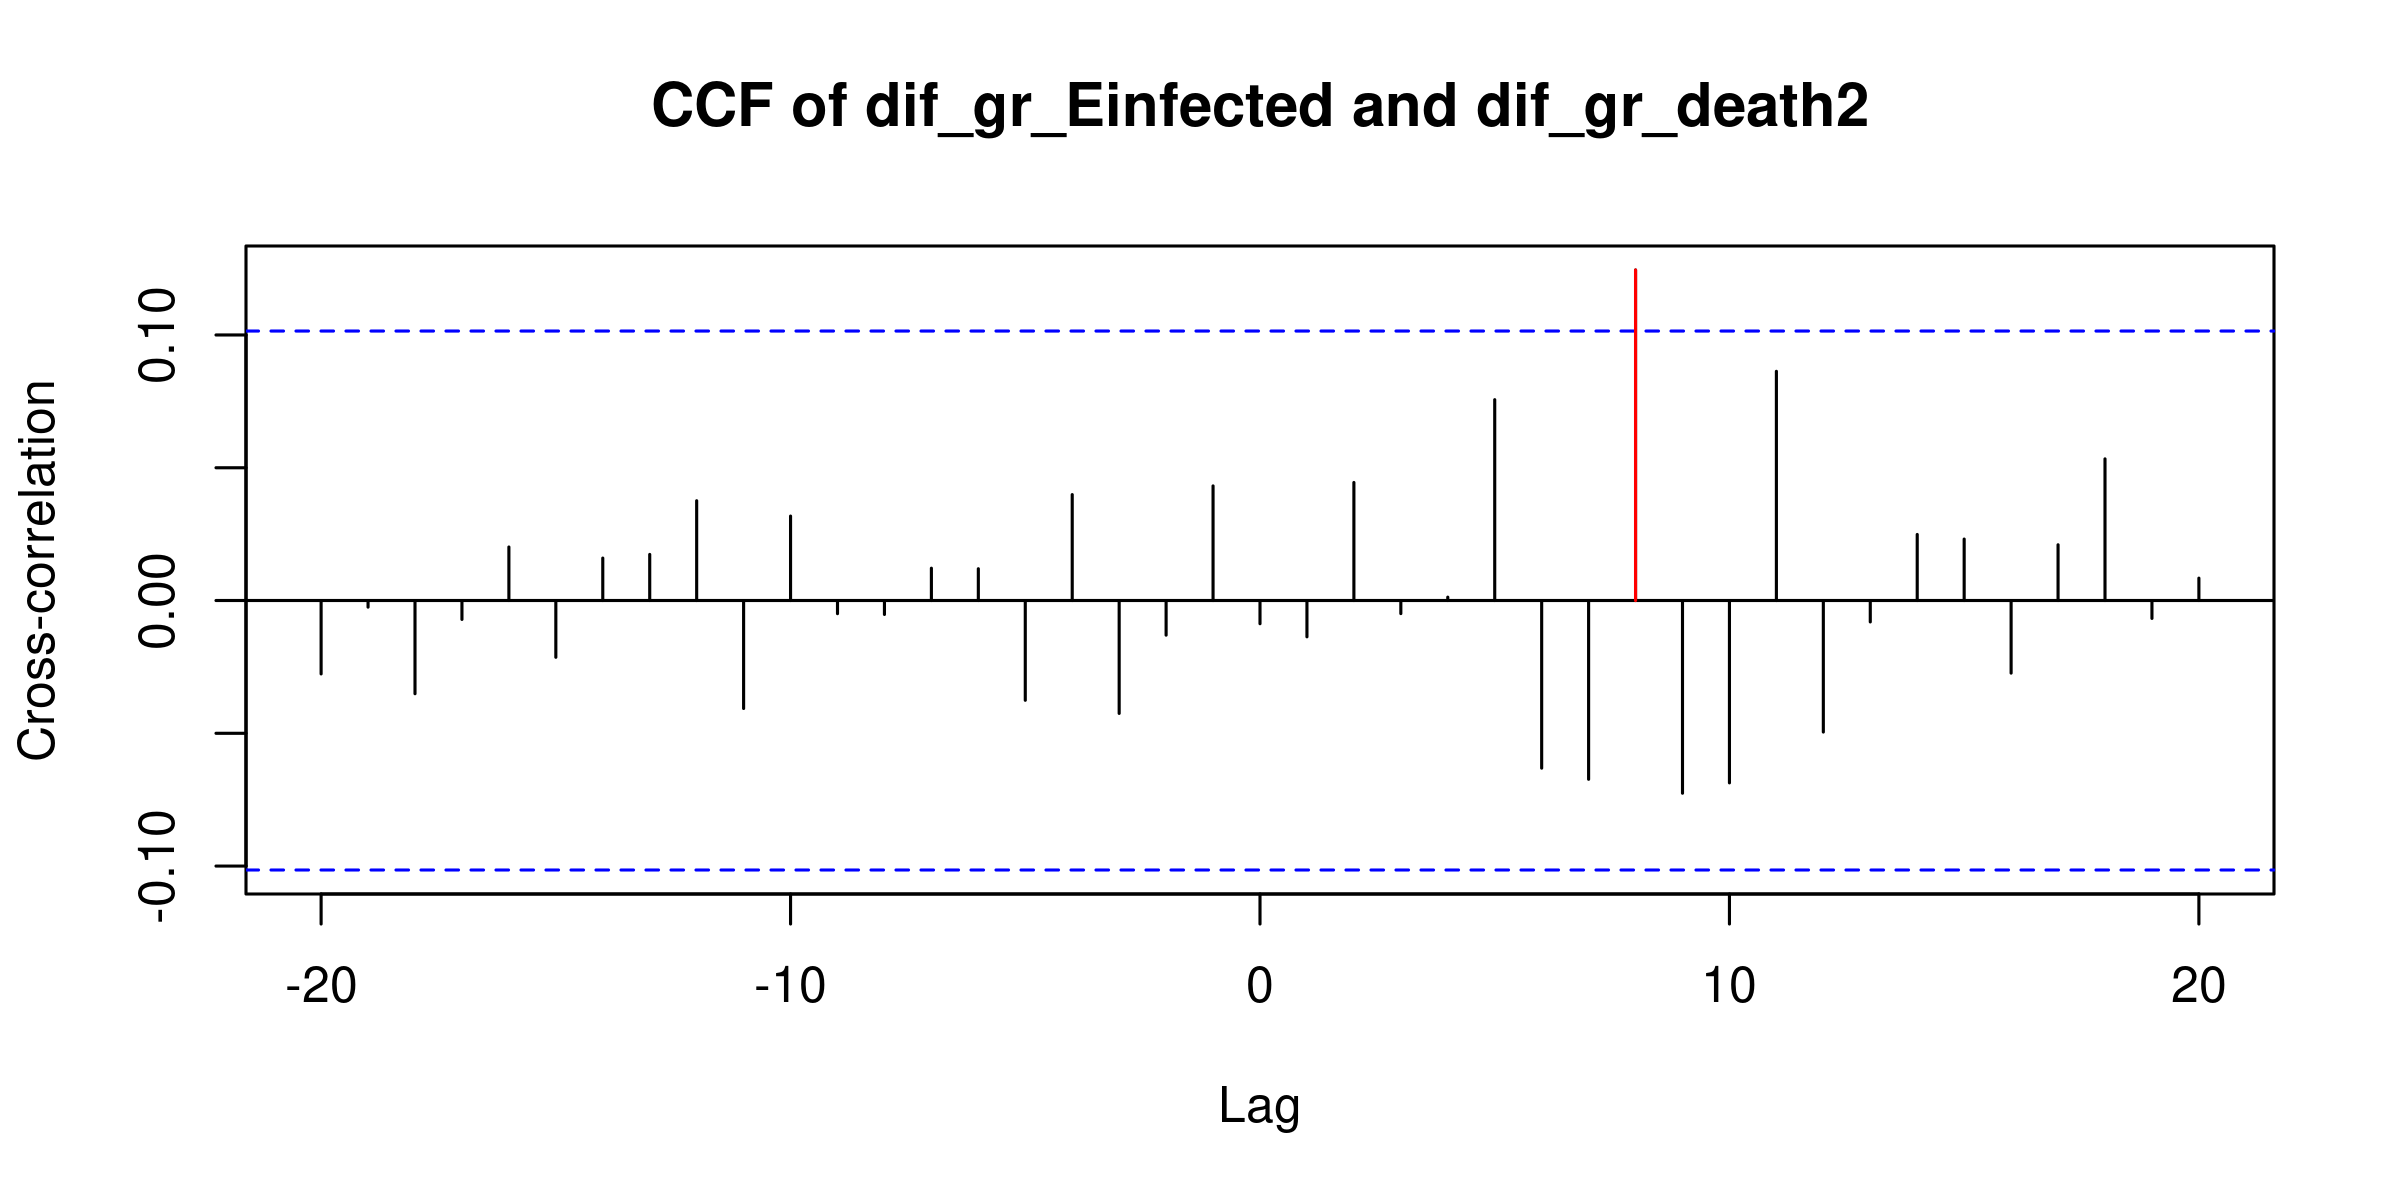 CCF of dif_gr_Einfected and dif_gr_death2
Cross-correlation
0.10
0.00
-0.10
-20 -10 0 10 20
Lag